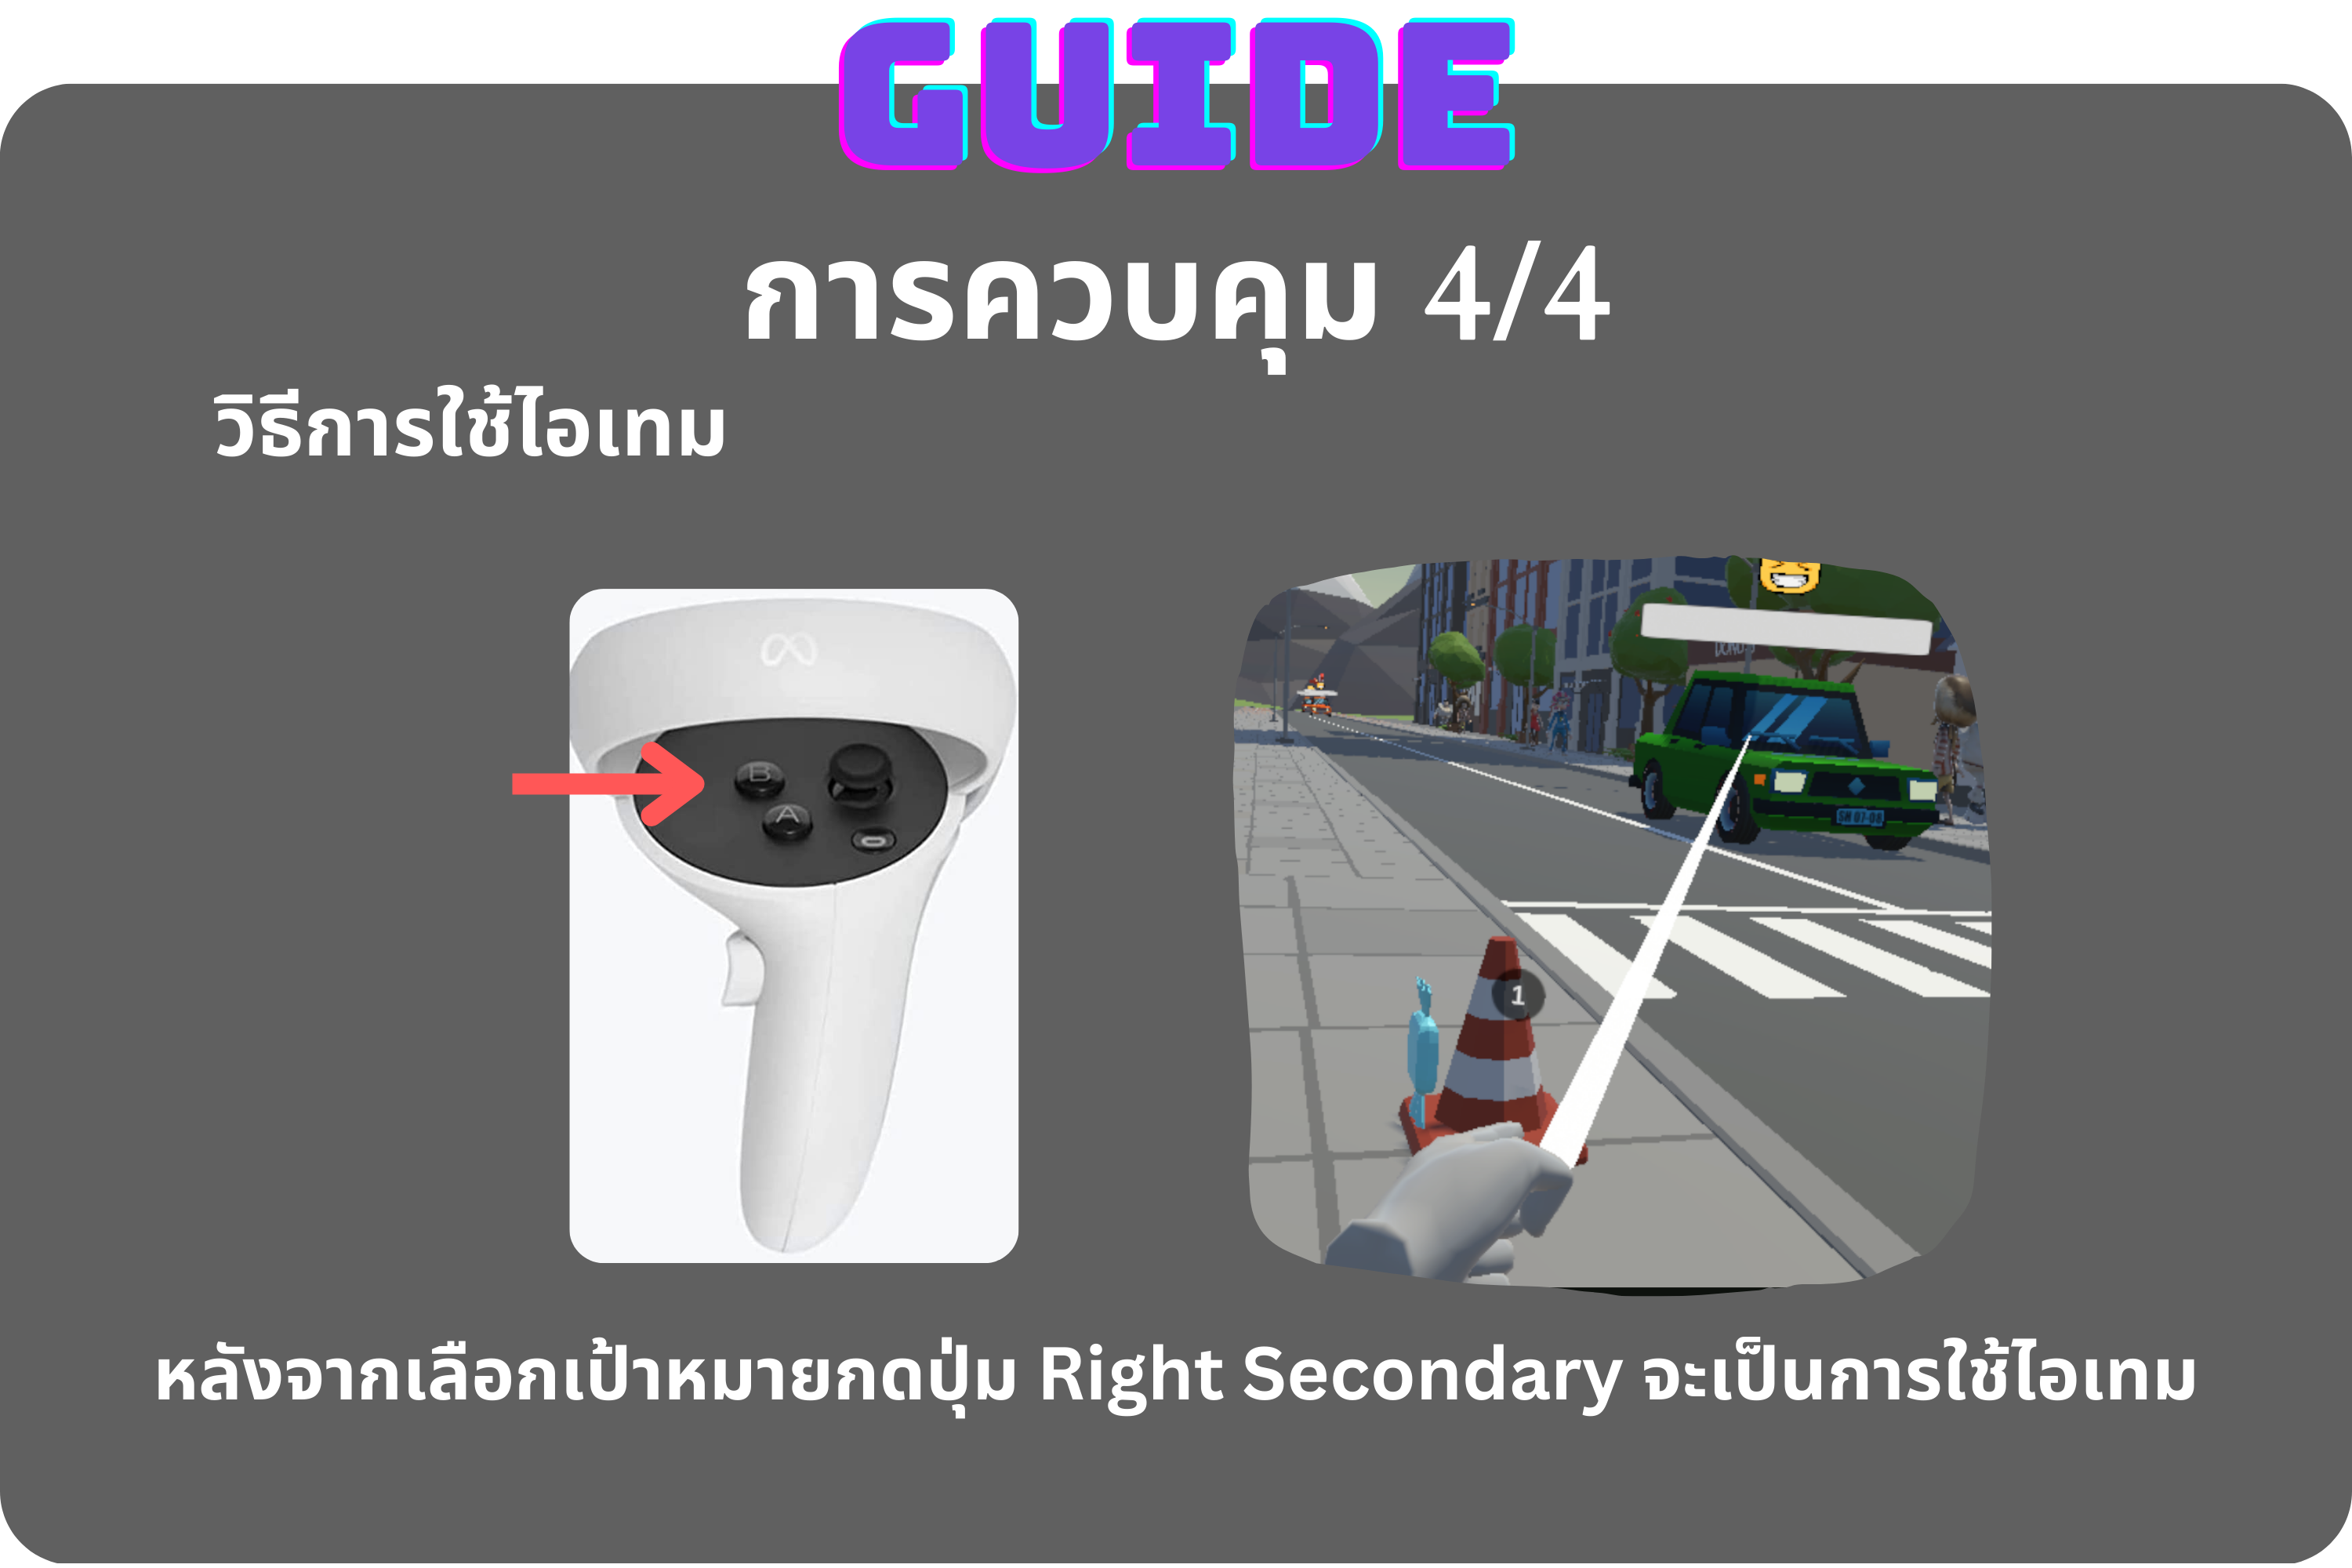 GUIDE
การควบคุม 4/4
วิธีการใช้ไอเทม
B
A
1
หลังจากเลือกเป้าหมายกดปุ่ม Right Secondary จะเป็นการใช้ไอเทม